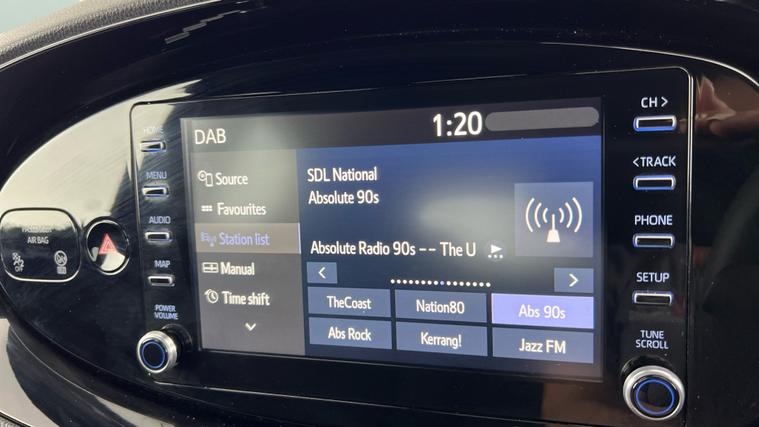 DAB
1:20
HOME
MENU
AUDIO
MAP
POWER
VOLUME
AIR BAG
OFF
Source
Favourites
Station list
Manual
Time shift
SDL National
Absolute 90s
Absolute Radio 90s -- The U
TheCoast
Nation80
Abs 90s
Abs Rock
Kerrang!
Jazz FM
CH >
< TRACK
PHONE
SETUP
TUNE
SCROLL